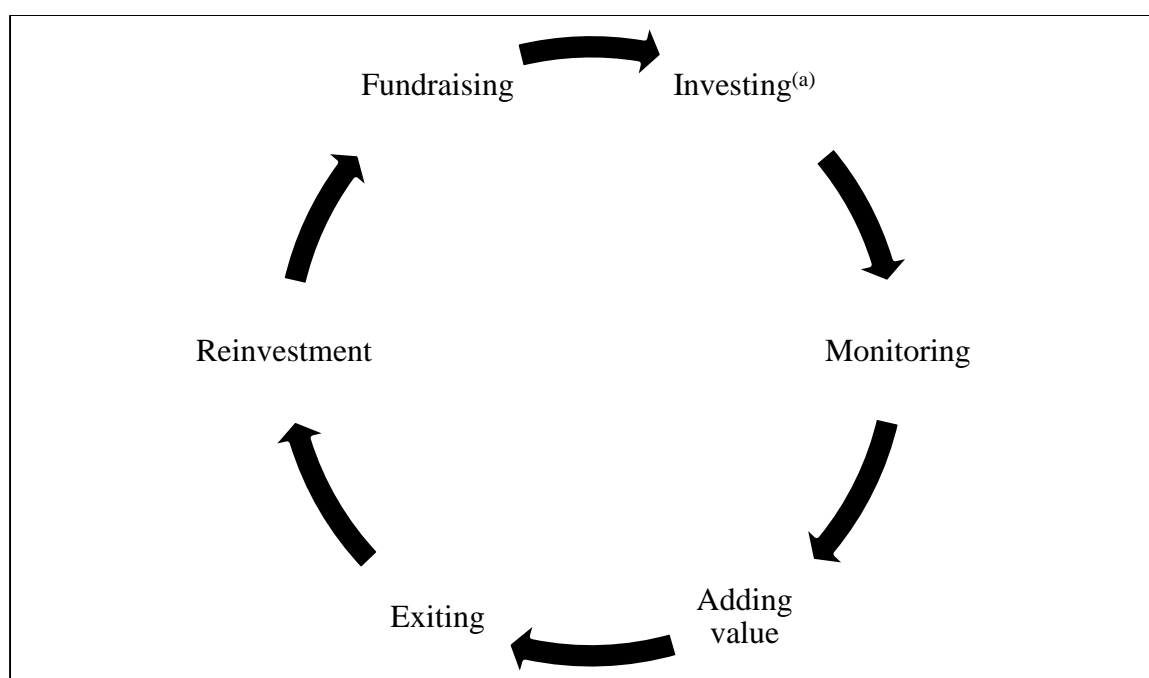 Fundraising
Investing(a)
Reinvestment
Monitoring
Exiting
Adding
value